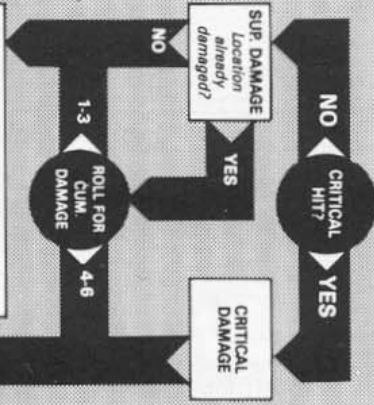 CRITICAL
HIT?
NO
YES
SUP. DAMAGE
Location
already
damaged?
CRITICAL
DAMAGE
NO
YES
ROLL FOR
CUM.
DAMAGE
1-3
4-6